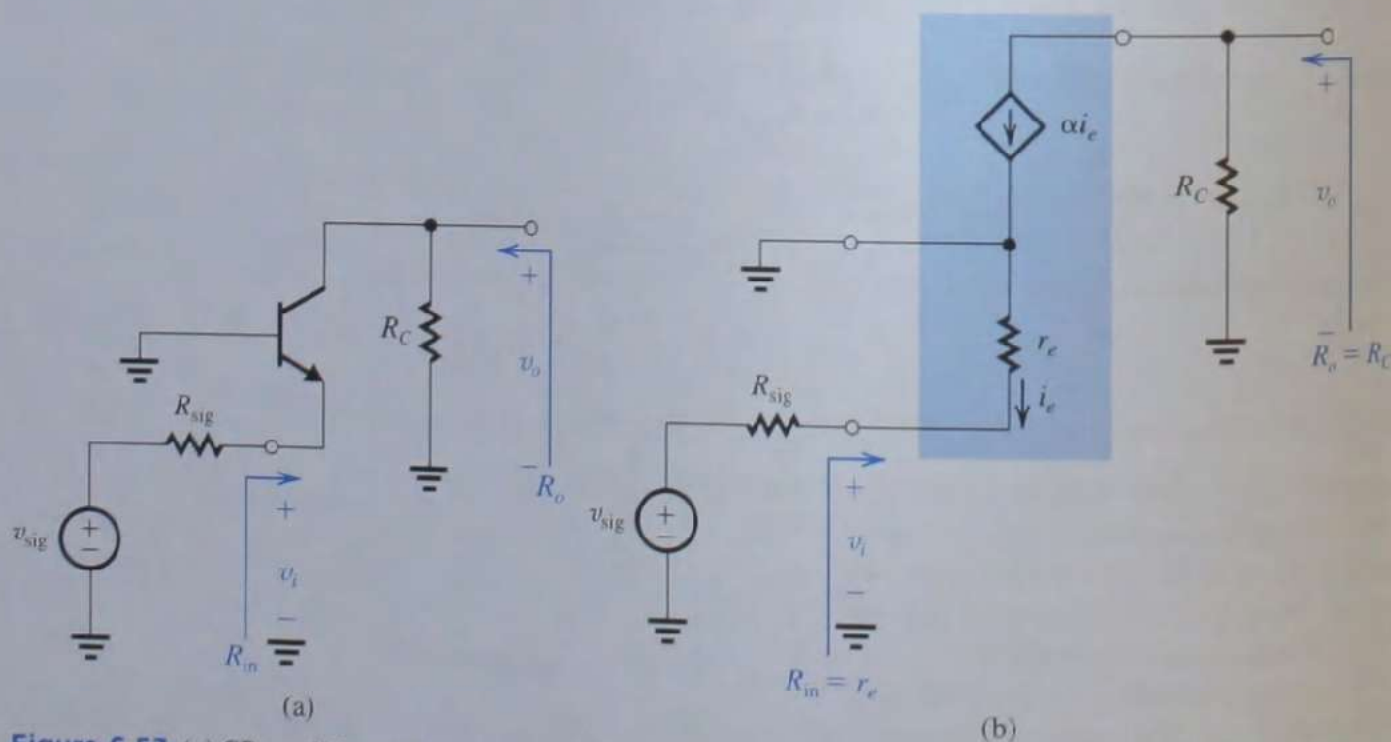 R_C
v_o
+
−
R_o
R_sig
v_sig
+
−
+
v_i
−
R_in
(a)
αi_e
R_C
+
v_o
−
R_o = R_C
r_e
i_e
R_sig
v_sig
+
−
+
v_i
−
R_in = r_e
(b)